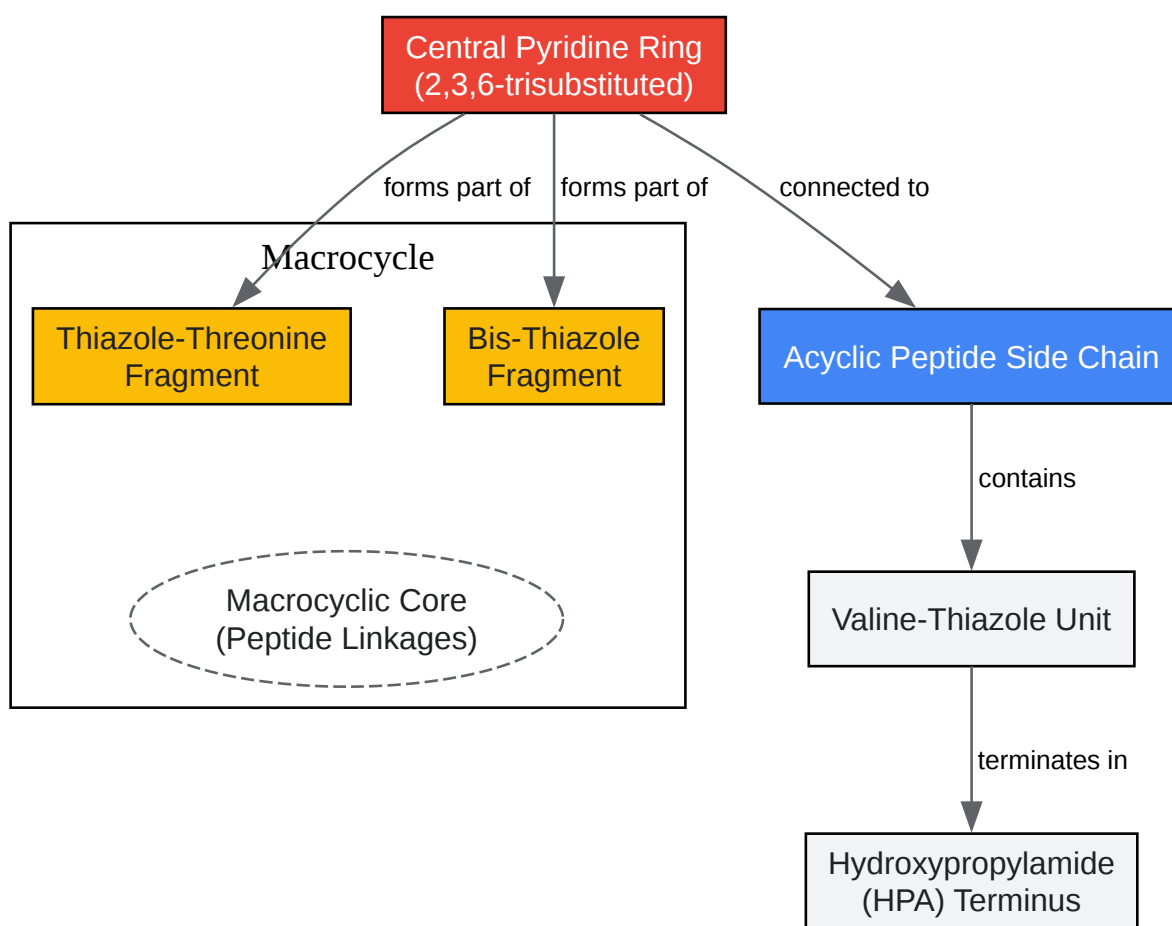 Central Pyridine Ring
(2,3,6-trisubstituted)
forms part of
forms part of
connected to
Macrocycle
Thiazole-Threonine
Fragment
Bis-Thiazole
Fragment
Acyclic Peptide Side Chain
contains
Macrocyclic Core
(Peptide Linkages)
Valine-Thiazole Unit
terminates in
Hydroxypropylamide
(HPA) Terminus